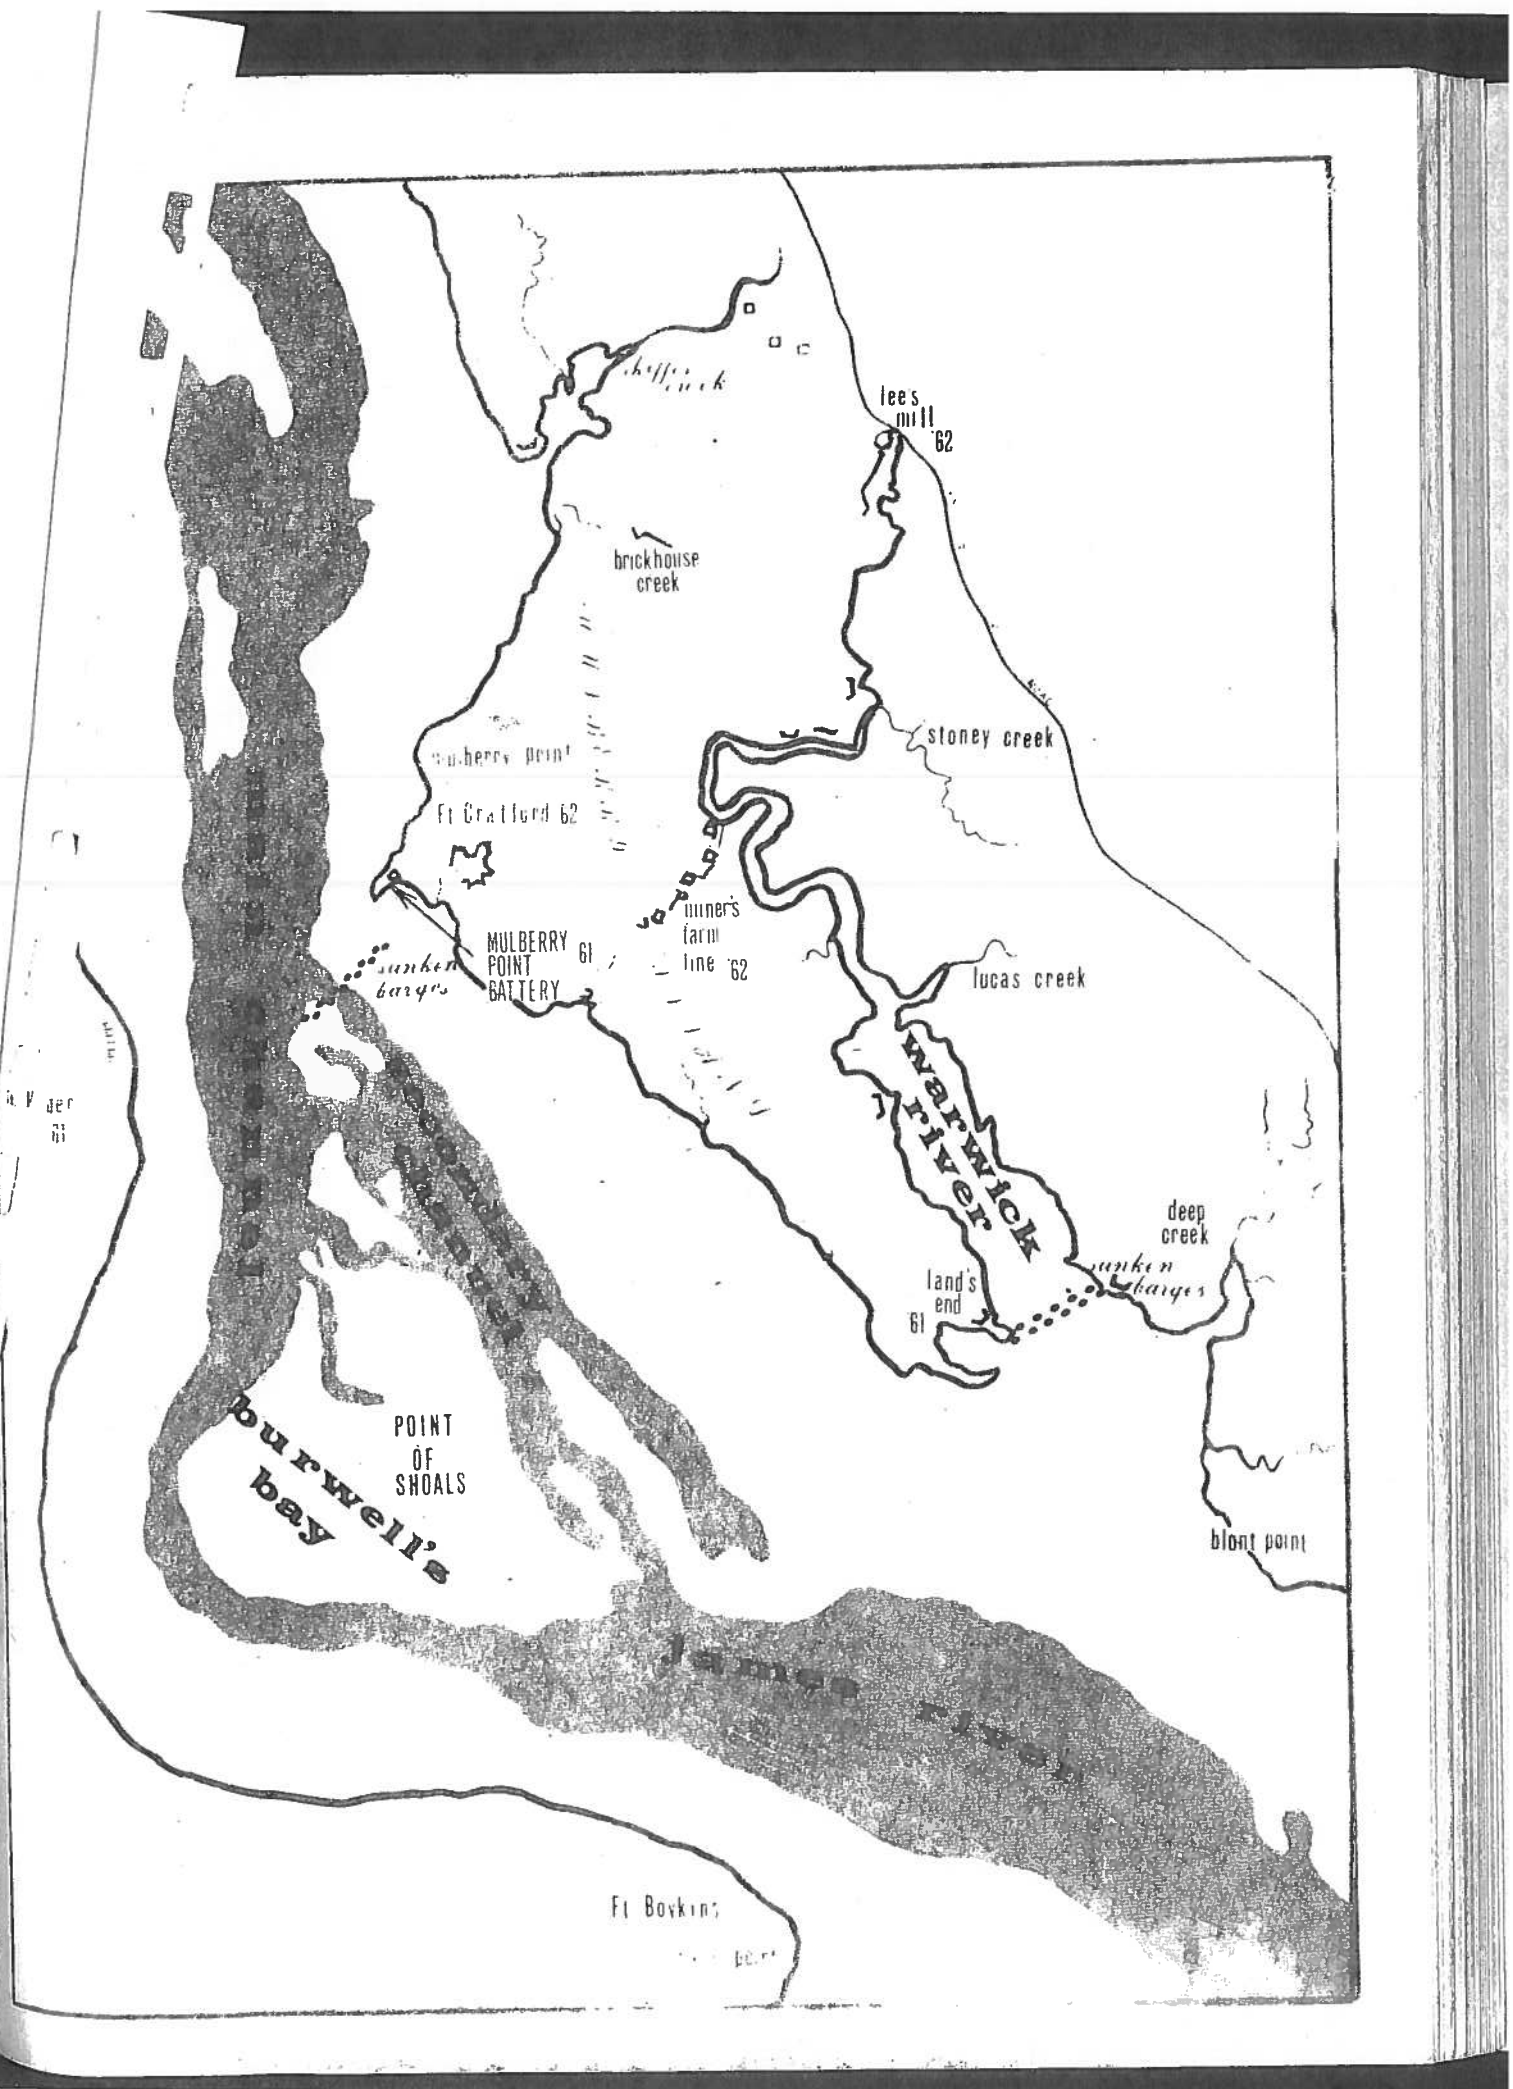 creek
lee's
mill
'62
brickhouse
creek
stoney creek
point
Ft Cratford 62
MULBERRY
POINT
BATTERY
61
sunken
barges
miner's
farm
line '62
lucas creek
warwick
river
deep
creek
sunken
barges
land's
end
'61
POINT
OF
SHOALS
burwell's
bay
blont point
James river
Ft Boykins